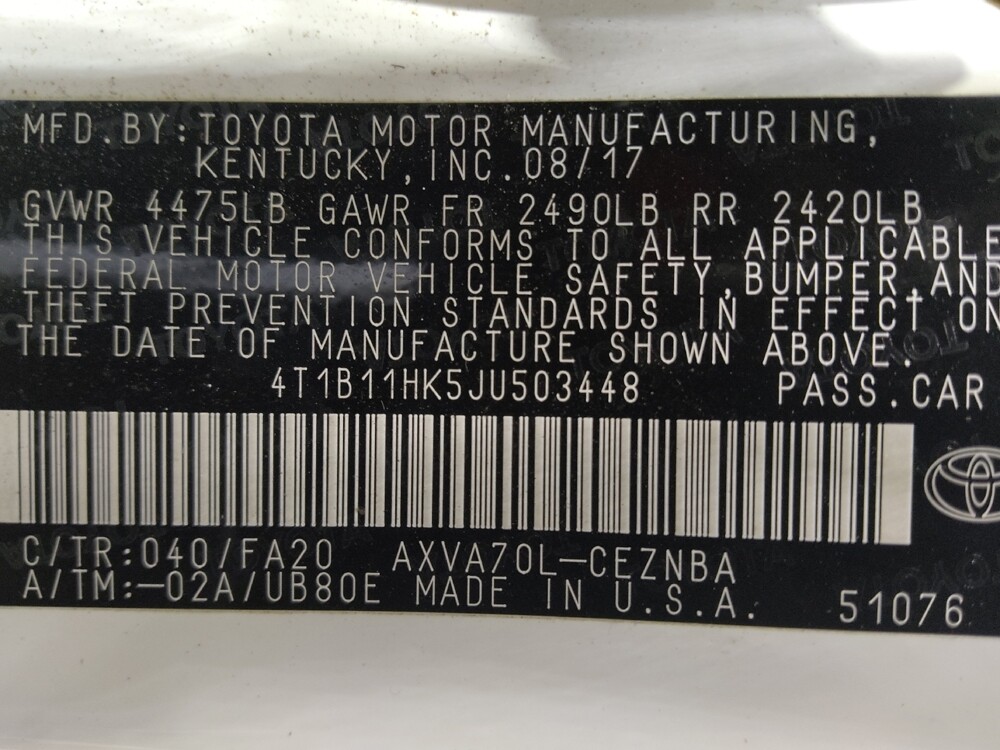 MFD.BY:TOYOTA MOTOR MANUFACTURING,
KENTUCKY,INC.08/17
GVWR 4475LB GAWR FR 2490LB RR 2420LB
THIS VEHICLE CONFORMS TO ALL APPLICABLE
FEDERAL MOTOR VEHICLE SAFETY,BUMPER,AND
THEFT PREVENTION STANDARDS IN EFFECT ON
THE DATE OF MANUFACTURE SHOWN ABOVE.
4T1B11HK5JU503448 PASS.CAR
C/TR:040/FA20 AXVA70L-CEZNBA
A/TM:-02A/UB80E MADE IN U.S.A. 51076